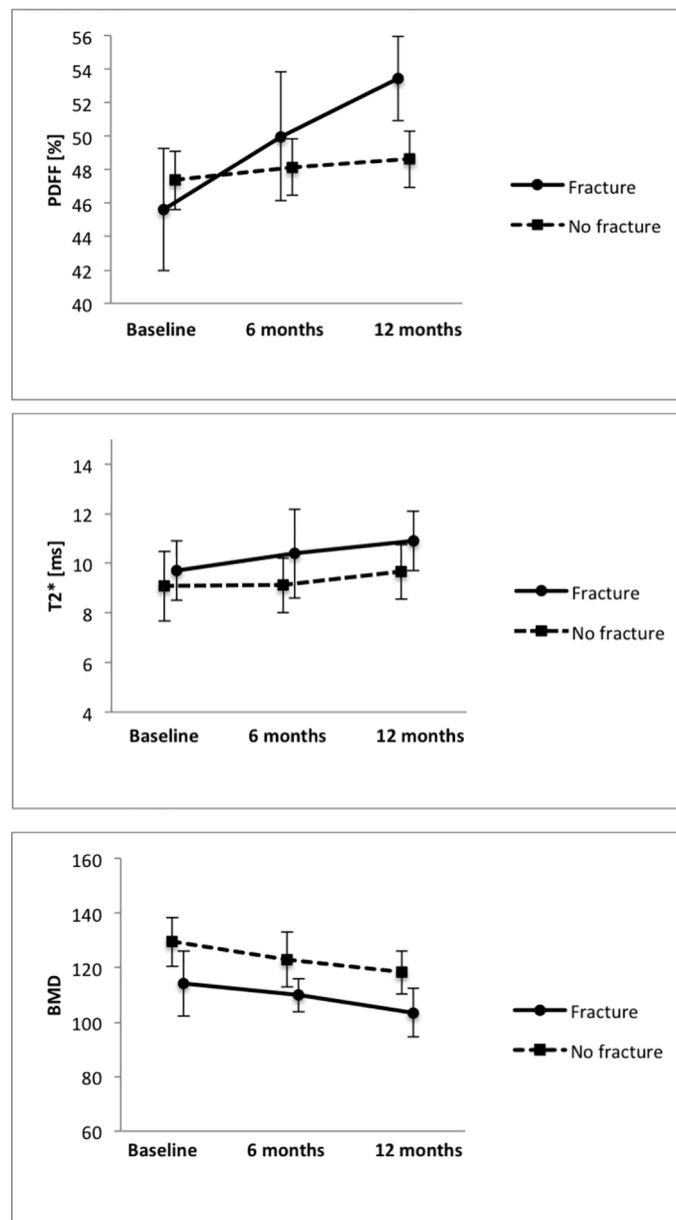 56
54
52
50
48
46
44
42
40
PDFF [%]
Baseline
6 months
12 months
Fracture
No fracture
14
12
10
8
6
4
T2* [ms]
Baseline
6 months
12 months
Fracture
No fracture
160
140
120
100
80
60
BMD
Baseline
6 months
12 months
Fracture
No fracture